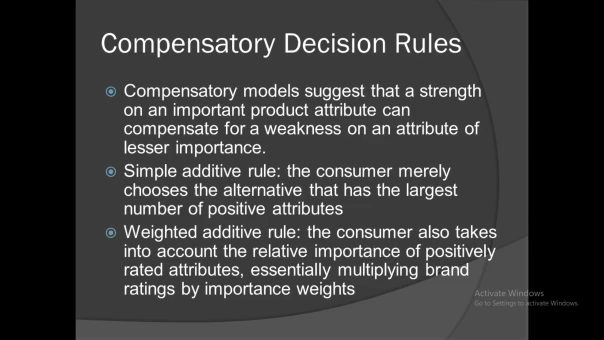 Compensatory Decision Rules
Compensatory models suggest that a strength
on an important product attribute can
compensate for a weakness on an attribute of
lesser importance.
Simple additive rule: the consumer merely
chooses the alternative that has the largest
number of positive attributes
Weighted additive rule: the consumer also takes
into account the relative importance of positively
rated attributes, essentially multiplying brand
ratings by importance weights
Activate Windows
Go to Settings to activate Windows.